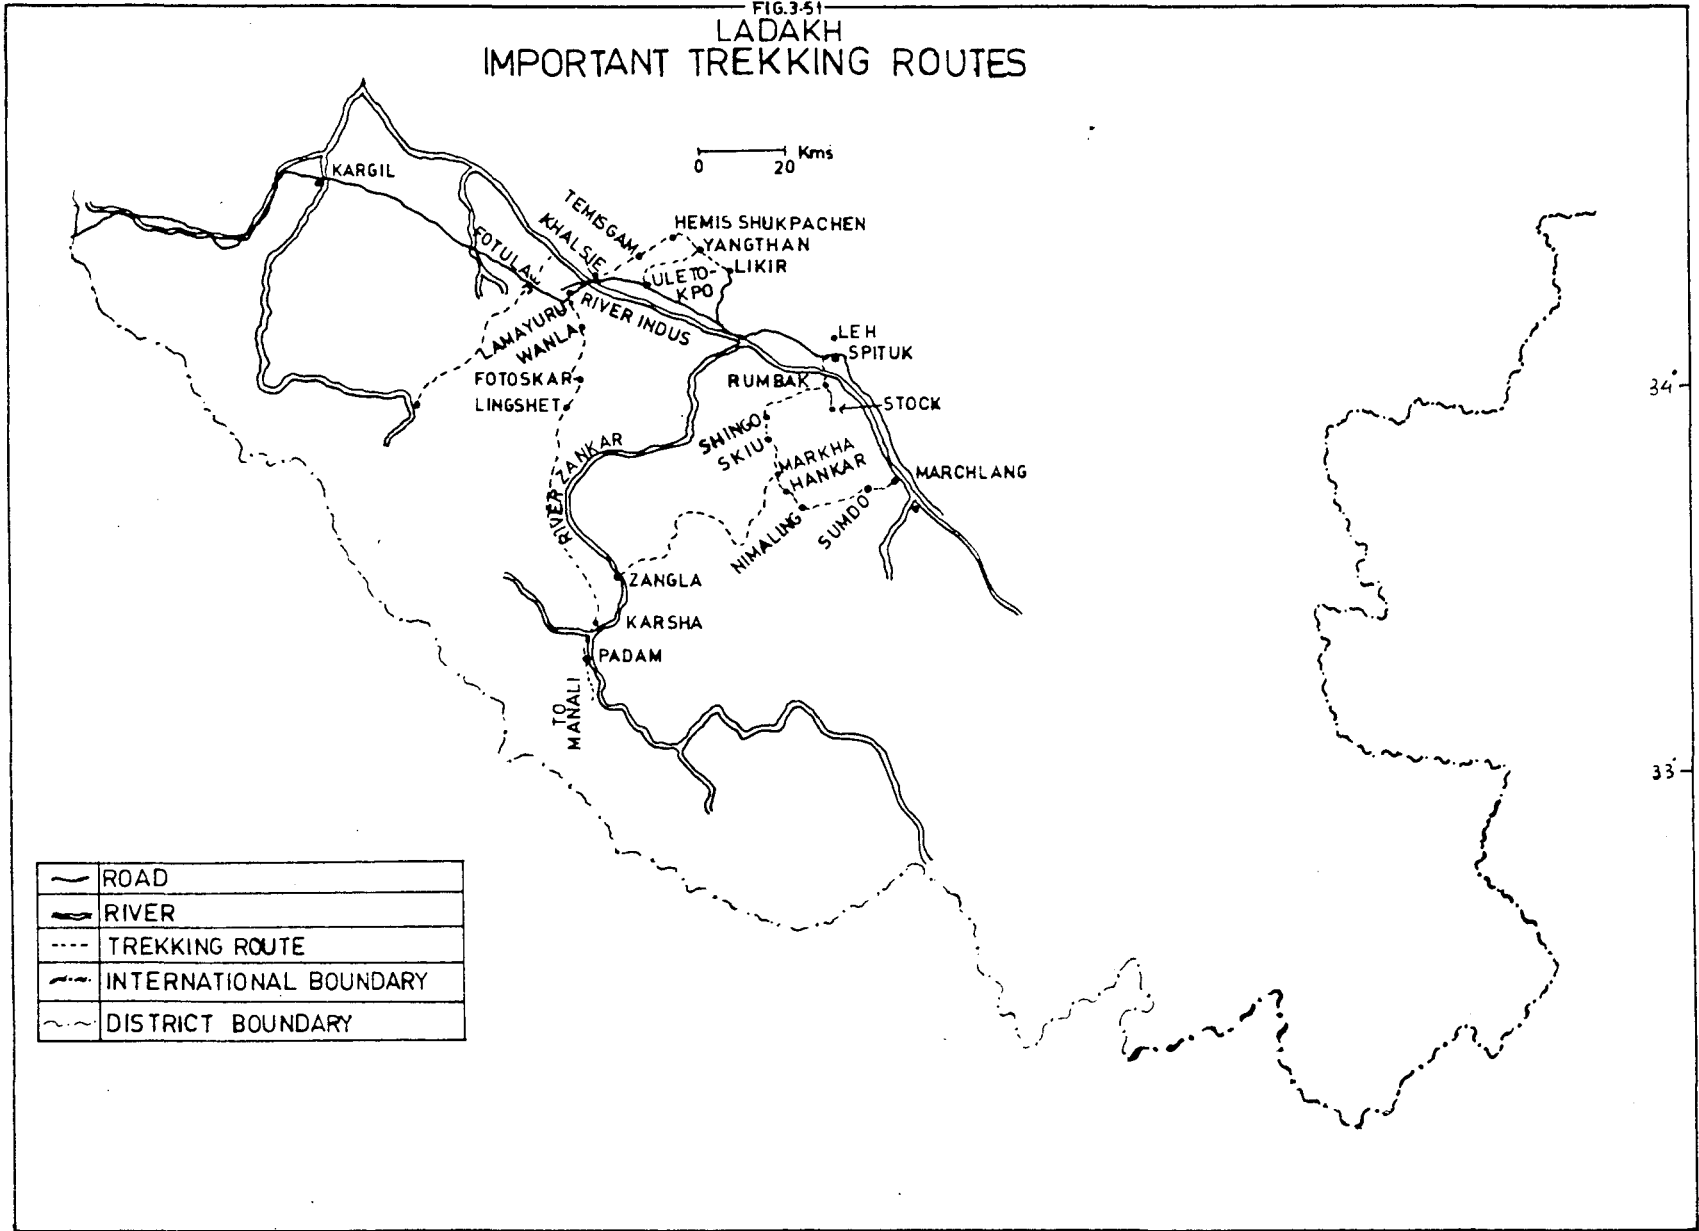 FIG.3·51
LADAKH
IMPORTANT TREKKING ROUTES
0 20 Kms
KARGIL
TEMISGAM
HEMIS SHUKPACHEN
KHALSIE
YANGTHAN
FOTULA
LIKIR
ULETO-
KPO
LAMAYURU
RIVER INDUS
WANLA
LEH
SPITUK
FOTOSKAR
RUMBAK
34°
LINGSHET
STOCK
SHINGO
SKIU
RIVER ZANKAR
MARKHA
HANKAR
MARCHLANG
NIMALING
SUMDO
ZANGLA
KARSHA
PADAM
TO
MANALI
33°
ROAD
RIVER
TREKKING ROUTE
INTERNATIONAL BOUNDARY
DISTRICT BOUNDARY